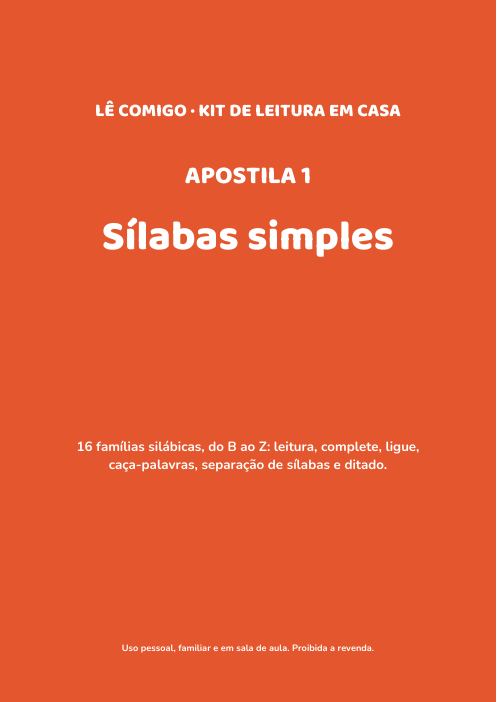 LÊ COMIGO · KIT DE LEITURA EM CASA
APOSTILA 1
Sílabas simples
16 famílias silábicas, do B ao Z: leitura, complete, ligue,
caça-palavras, separação de sílabas e ditado.
Uso pessoal, familiar e em sala de aula. Proibida a revenda.